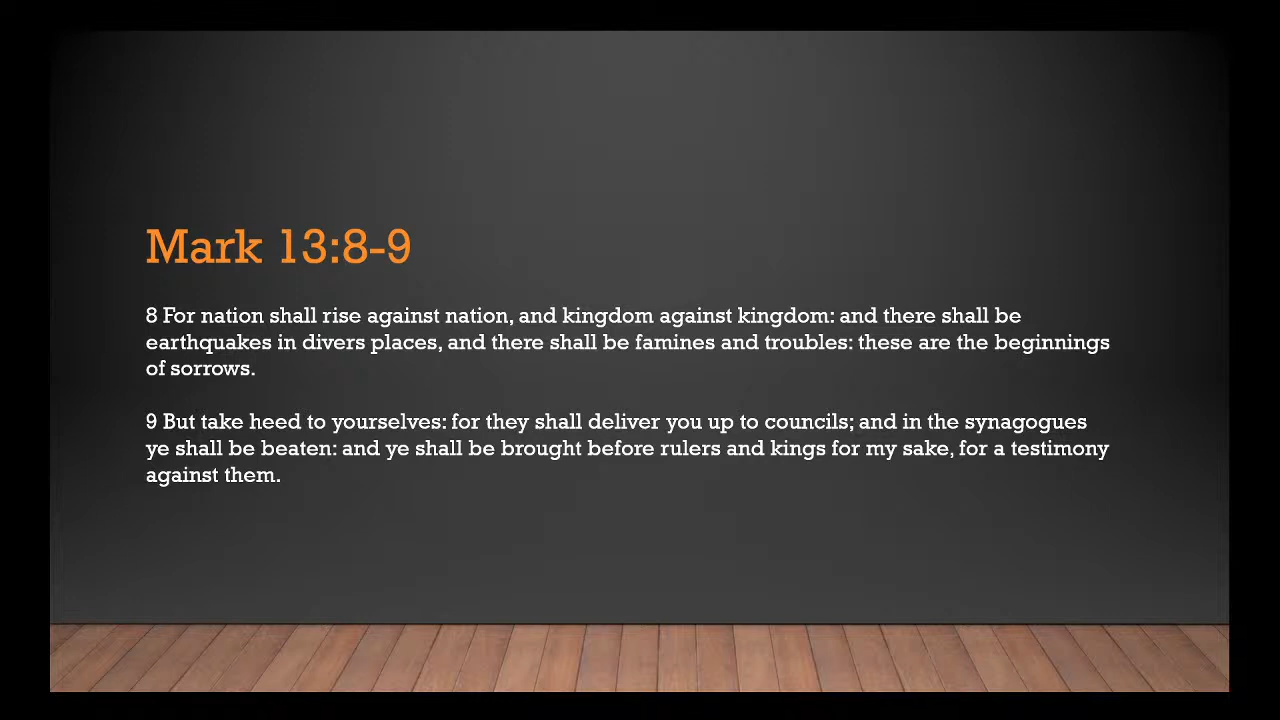 Mark 13:8-9
8 For nation shall rise against nation, and kingdom against kingdom: and there shall be
earthquakes in divers places, and there shall be famines and troubles: these are the beginnings
of sorrows.
9 But take heed to yourselves: for they shall deliver you up to councils; and in the synagogues
ye shall be beaten: and ye shall be brought before rulers and kings for my sake, for a testimony
against them.